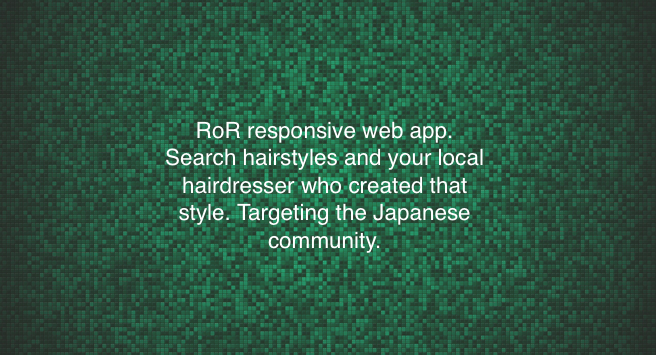 RoR responsive web app.
Search hairstyles and your local
hairdresser who created that
style. Targeting the Japanese
community.